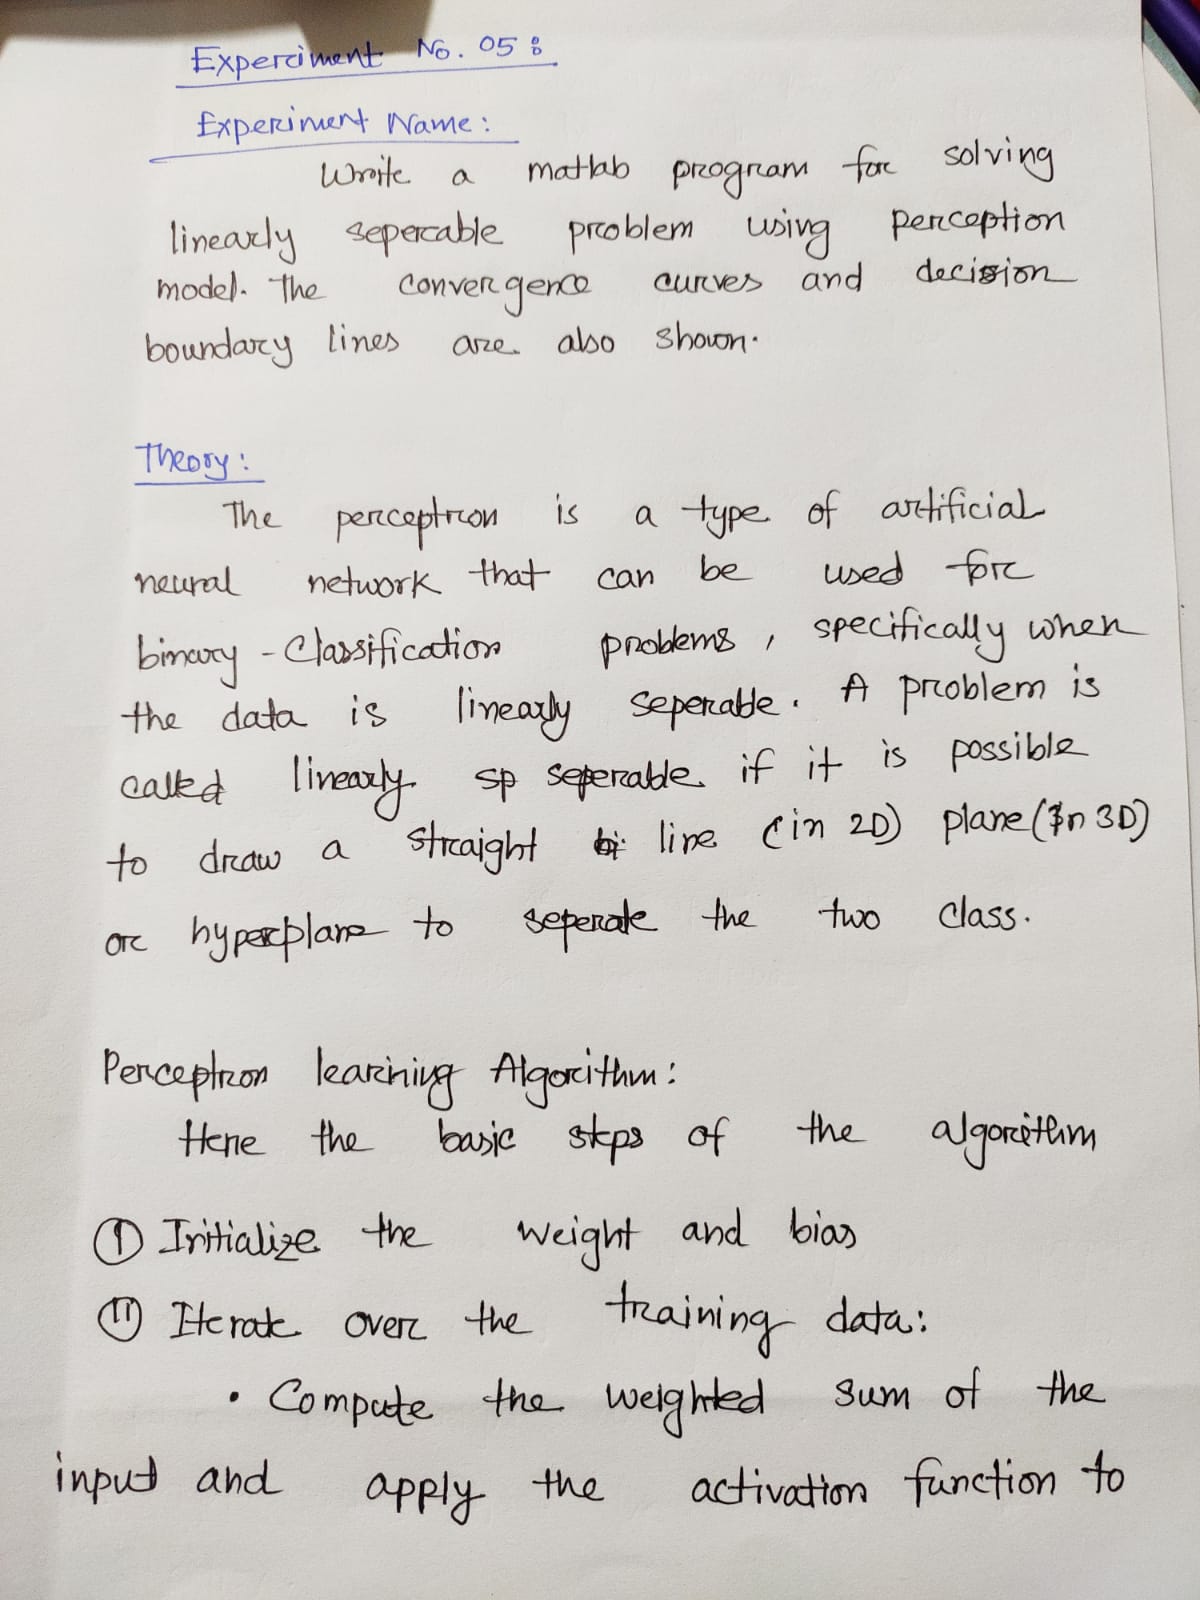 Experiment No. 05:
Experiment Name:
Write a matlab program for solving
linearly seperable problem using perception
model. The convergence curves and decision
boundary lines are also shown.
Theory:
The perceptron is a type of artificial
neural network that can be used for
binary - Classification problems, specifically when
the data is linearly seperable. A problem is
called linearly sp seperable if it is possible
to draw a straight line (in 2D) plane (In 3D)
or hyperplane to seperate the two class.
Perceptron learning Algorithm:
Here the basic steps of the algorithm
(I) Initialize the weight and bias
(II) Iterate over the training data:
• Compute the weighted sum of the
input and apply the activation function to